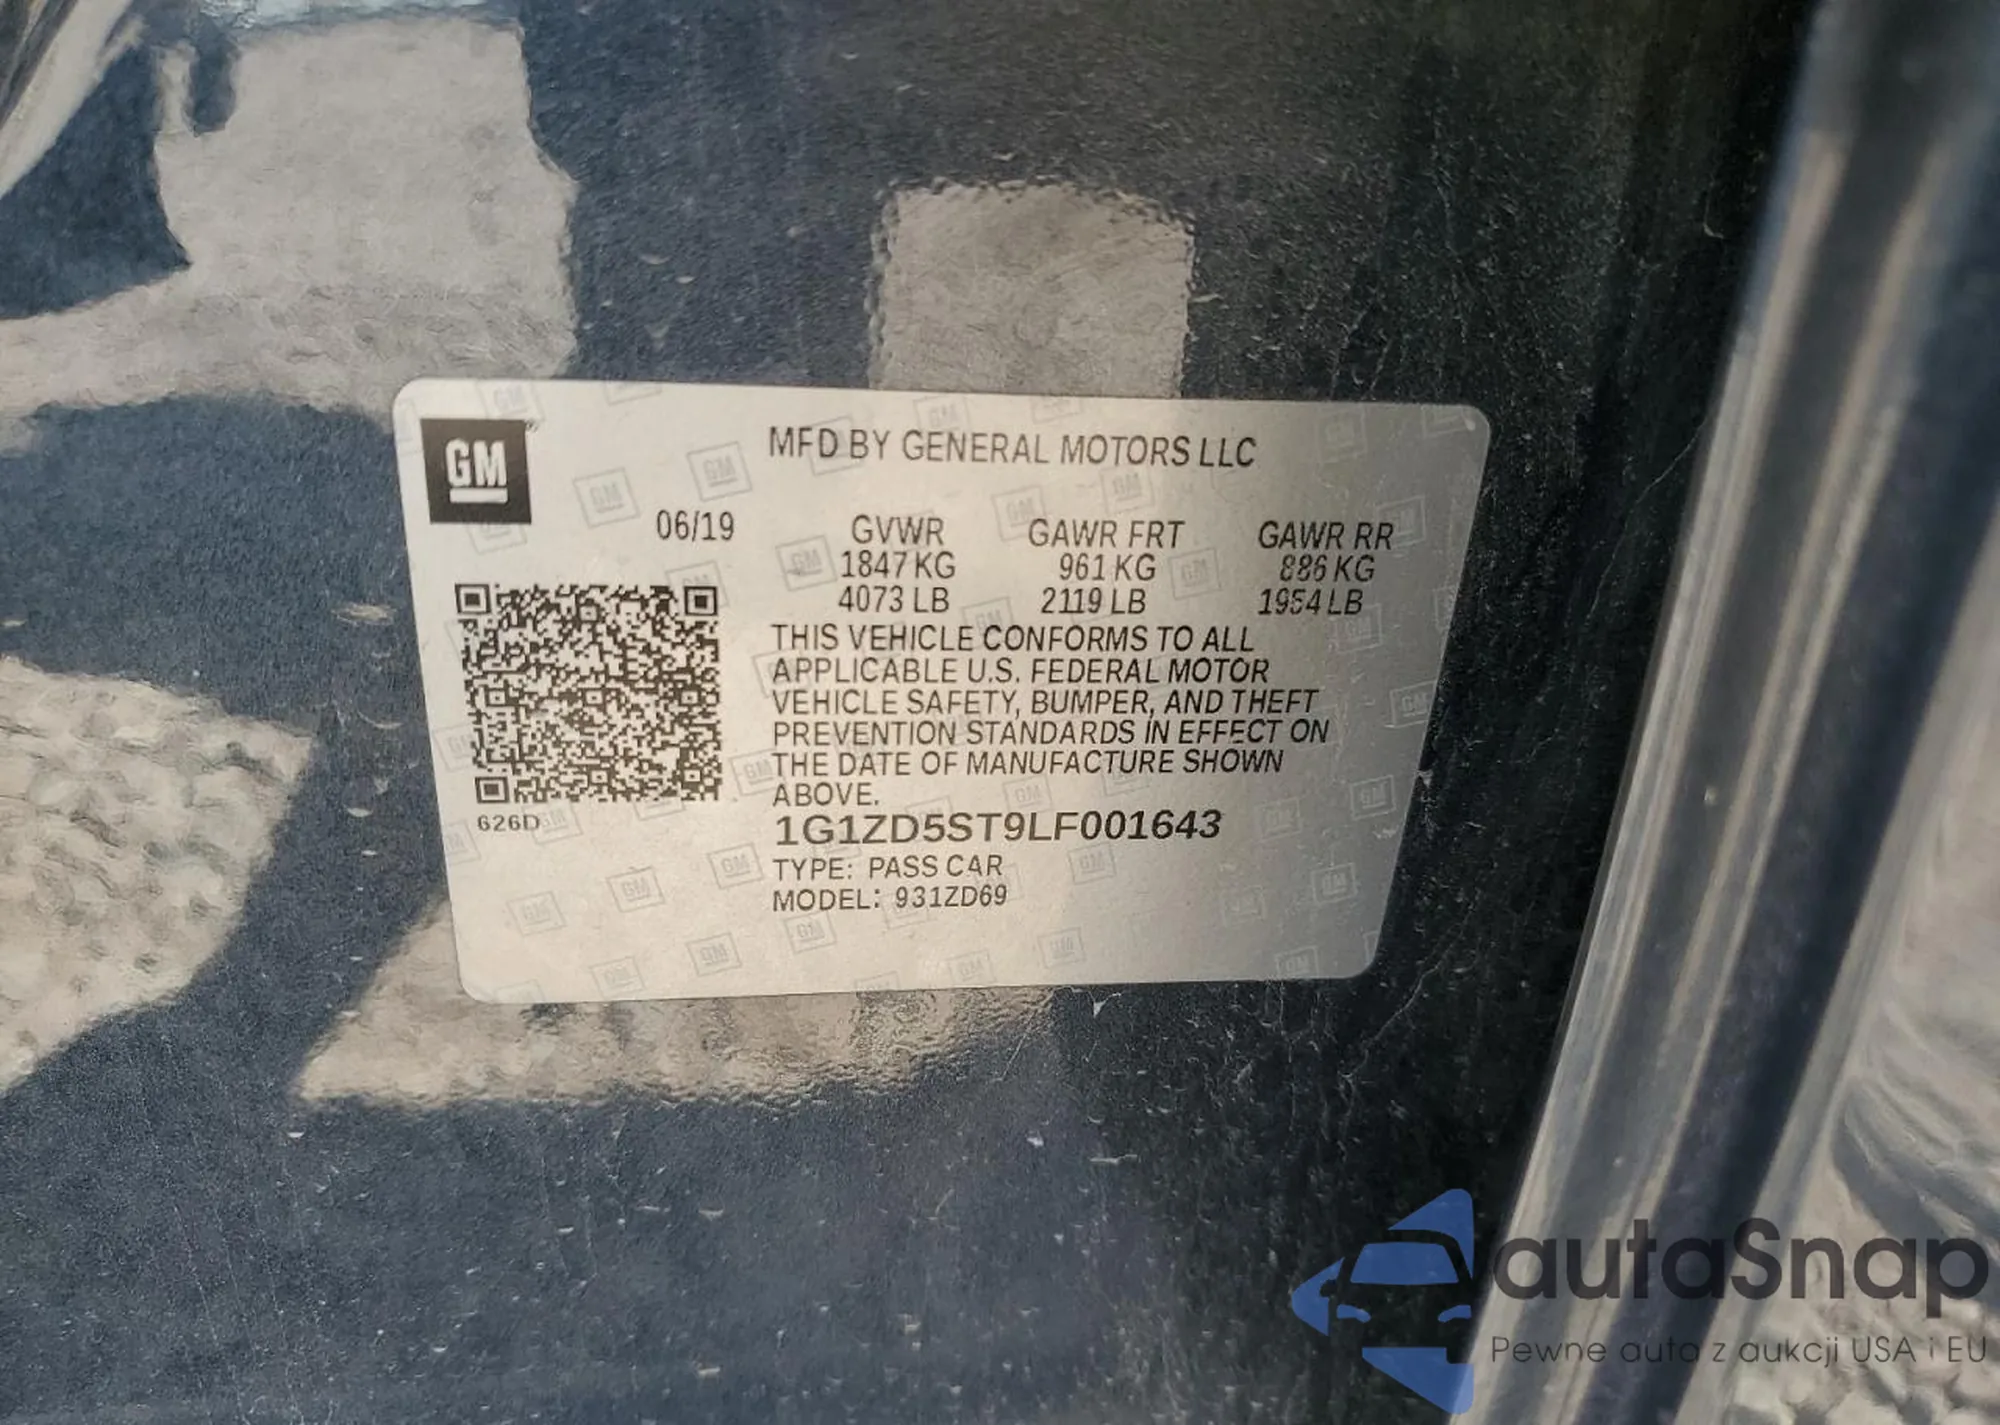 GM
MFD BY GENERAL MOTORS LLC
06/19 GVWR GAWR FRT GAWR RR
1847 KG 961 KG 886 KG
4073 LB 2119 LB 1954 LB
THIS VEHICLE CONFORMS TO ALL
APPLICABLE U.S. FEDERAL MOTOR
VEHICLE SAFETY, BUMPER, AND THEFT
PREVENTION STANDARDS IN EFFECT ON
THE DATE OF MANUFACTURE SHOWN
ABOVE.
626D
1G1ZD5ST9LF001643
TYPE: PASS CAR
MODEL: 931ZD69
autaSnap
Pewne auta z aukcji USA i EU